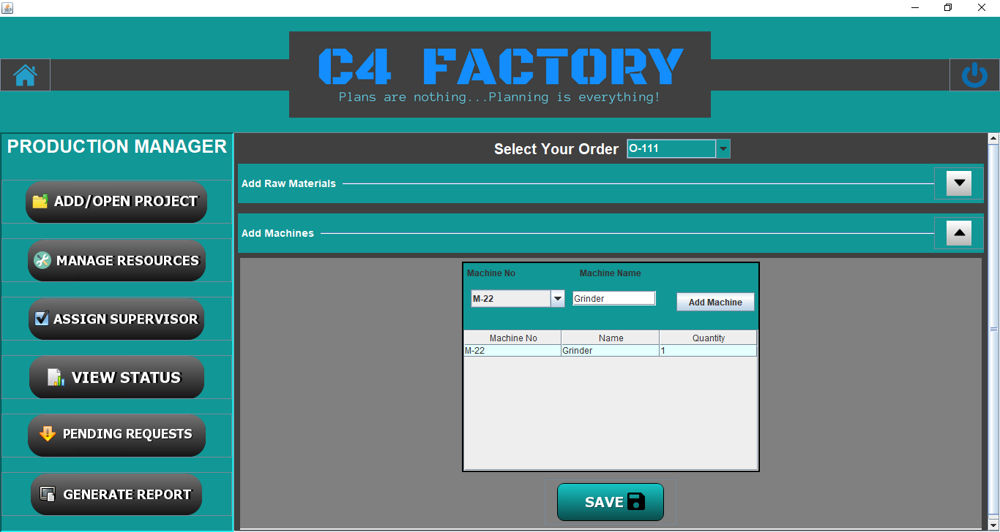 C4 FACTORY
Plans are nothing...Planning is everything!
PRODUCTION MANAGER
ADD/OPEN PROJECT
MANAGE RESOURCES
ASSIGN SUPERVISOR
VIEW STATUS
PENDING REQUESTS
GENERATE REPORT
Select Your Order O-111
Add Raw Materials
Add Machines
Machine No Machine Name
M-22 Grinder Add Machine
Machine No Name Quantity
M-22 Grinder 1
SAVE